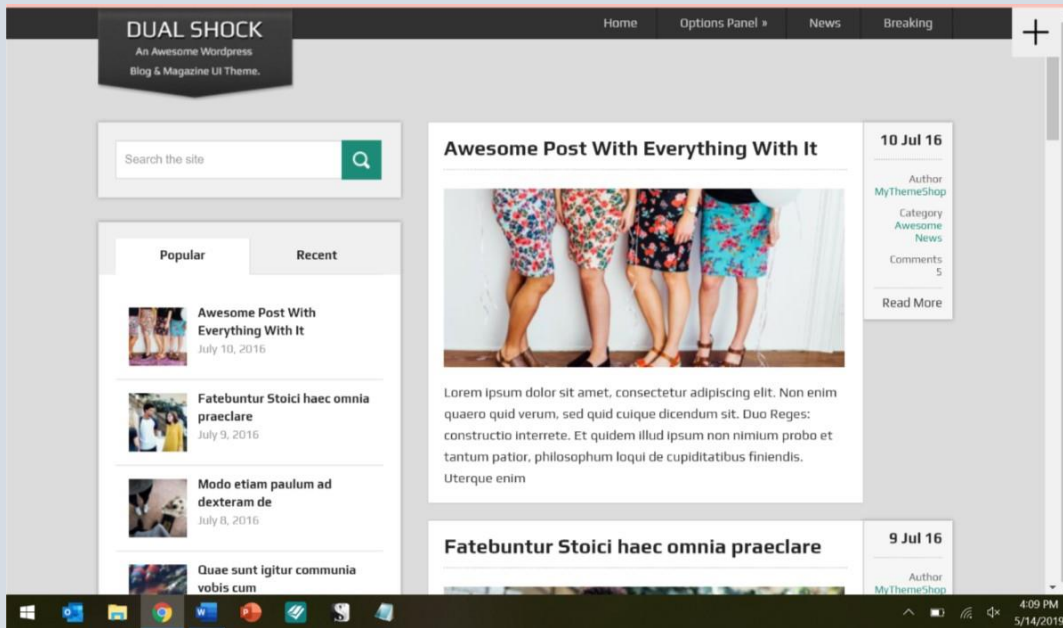 DUAL SHOCK
An Awesome Wordpress
Blog & Magazine UI Theme.
Home
Options Panel »
News
Breaking
Search the site
Popular
Recent
Awesome Post With
Everything With It
July 10, 2016
Fatebuntur Stoici haec omnia
praeclare
July 9, 2016
Modo etiam paulum ad
dexteram de
July 8, 2016
Quae sunt igitur communia
vobis cum
Awesome Post With Everything With It
Lorem ipsum dolor sit amet, consectetur adipiscing elit. Non enim
quaero quid verum, sed quid cuique dicendum sit. Duo Reges:
constructio interrete. Et quidem illud ipsum non nimium probo et
tantum patior, philosophum loqui de cupiditatibus finiendis.
Uterque enim
10 Jul 16
Author
MyThemeShop
Category
Awesome
News
Comments
5
Read More
Fatebuntur Stoici haec omnia praeclare
9 Jul 16
Author
MyThemeShop
4:09 PM